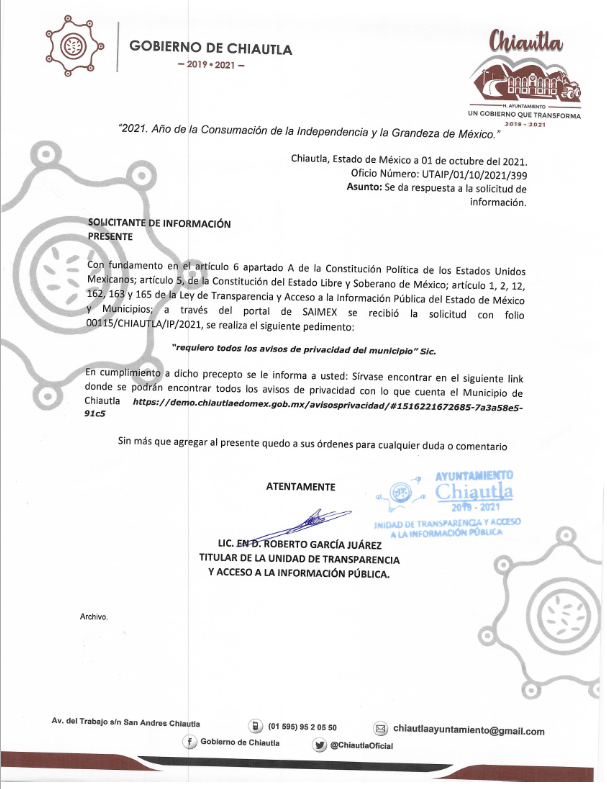 GOBIERNO DE CHIAUTLA
— 2019 • 2021 —
Chiautla
H. AYUNTAMIENTO
UN GOBIERNO QUE TRANSFORMA
2019 - 2021
"2021. Año de la Consumación de la Independencia y la Grandeza de México."
Chiautla, Estado de México a 01 de octubre del 2021.
Oficio Número: UTAIP/01/10/2021/399
Asunto: Se da respuesta a la solicitud de
información.
SOLICITANTE DE INFORMACIÓN
PRESENTE
Con fundamento en el artículo 6 apartado A de la Constitución Política de los Estados Unidos
Mexicanos; artículo 5, de la Constitución del Estado Libre y Soberano de México; artículo 1, 2, 12,
162, 163 y 165 de la Ley de Transparencia y Acceso a la Información Pública del Estado de México
y Municipios; a través del portal de SAIMEX se recibió la solicitud con folio
00115/CHIAUTLA/IP/2021, se realiza el siguiente pedimento:
"requiero todos los avisos de privacidad del municipio" Sic.
En cumplimiento a dicho precepto se le informa a usted: Sírvase encontrar en el siguiente link
donde se podrán encontrar todos los avisos de privacidad con lo que cuenta el Municipio de
Chiautla https://demo.chiautlaedomex.gob.mx/avisosprivacidad/#1516221672685-7a3a58e5-
91c5
Sin más que agregar al presente quedo a sus órdenes para cualquier duda o comentario
ATENTAMENTE
AYUNTAMIENTO
Chiautla
2019 - 2021
UNIDAD DE TRANSPARENCIA Y ACCESO
A LA INFORMACIÓN PÚBLICA
LIC. EN D. ROBERTO GARCÍA JUÁREZ
TITULAR DE LA UNIDAD DE TRANSPARENCIA
Y ACCESO A LA INFORMACIÓN PÚBLICA.
Archivo.
Av. del Trabajo s/n San Andres Chiautla
(01 595) 95 2 05 50
chiautlaayuntamiento@gmail.com
Gobierno de Chiautla
@ChiautlaOficial